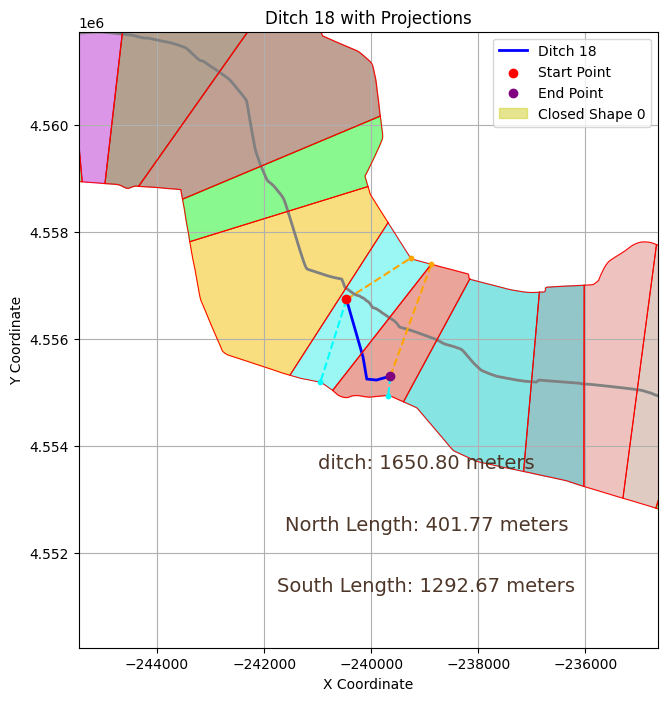 Ditch 18 with Projections
1e6
Ditch 18
Start Point
End Point
Closed Shape 0
4.560
4.558
4.556
4.554
4.552
Y Coordinate
ditch: 1650.80 meters
North Length: 401.77 meters
South Length: 1292.67 meters
−244000 −242000 −240000 −238000 −236000
X Coordinate